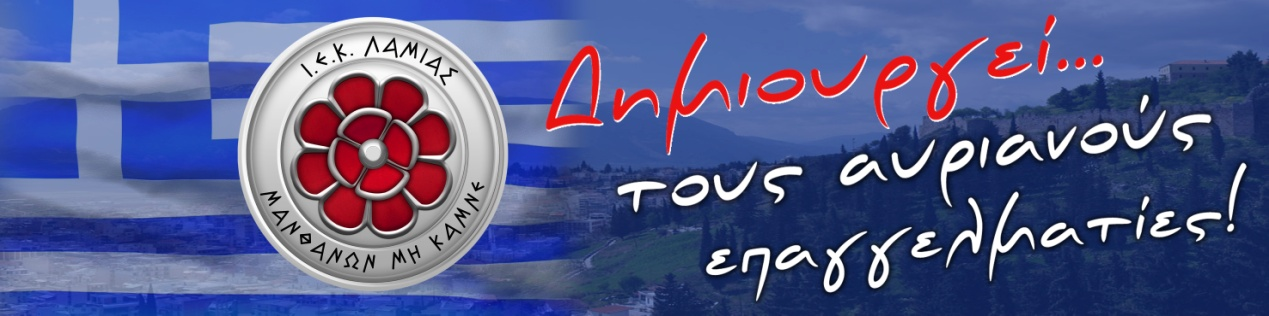 Ι.Ε.Κ. ΛΑΜΙΑΣ
ΜΑΝΘΑΝΩΝ ΜΗ ΚΑΜΝΕ
Δημιουργεί...
τους αυριανούς
επαγγελματίες!